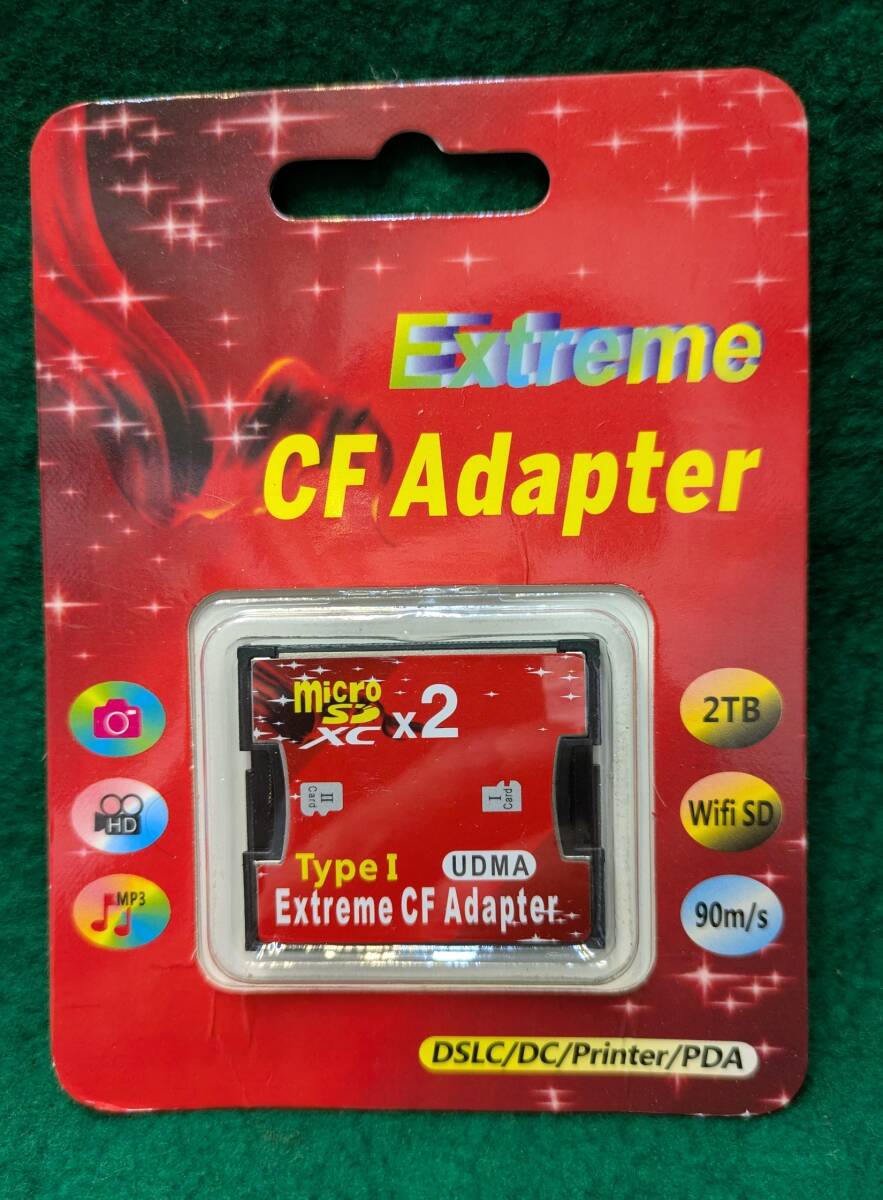 Extreme
CF Adapter
micro
SD
XC x2
II
Card
I
Card
Type I UDMA
Extreme CF Adapter
HD
MP3
2TB
Wifi SD
90m/s
DSLC/DC/Printer/PDA